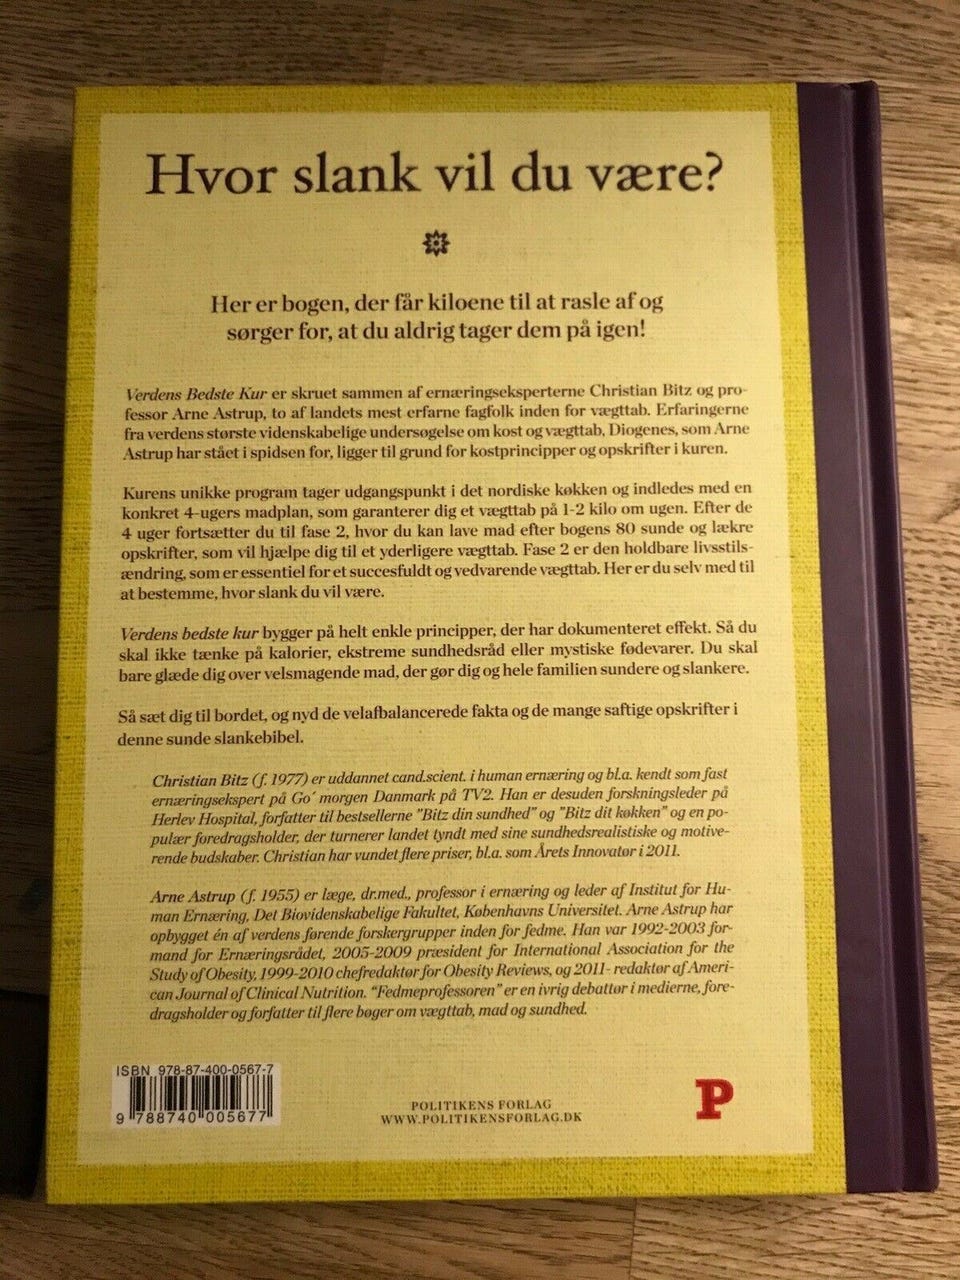 Hvor slank vil du være?
Her er bogen, der får kiloene til at rasle af og
sørger for, at du aldrig tager dem på igen!
Verdens Bedste Kur er skruet sammen af ernæringseksperterne Christian Bitz og pro-
fessor Arne Astrup, to af landets mest erfarne fagfolk inden for vægttab. Erfaringerne
fra verdens største videnskabelige undersøgelse om kost og vægttab, Diogenes, som Arne
Astrup har stået i spidsen for, ligger til grund for kostprincipper og opskrifter i kuren.
Kurens unikke program tager udgangspunkt i det nordiske køkken og indledes med en
konkret 4-ugers madplan, som garanterer dig et vægttab på 1-2 kilo om ugen. Efter de
4 uger fortsætter du til fase 2, hvor du kan lave mad efter bogens 80 sunde og lækre
opskrifter, som vil hjælpe dig til et yderligere vægttab. Fase 2 er den holdbare livsstils-
ændring, som er essentiel for et succesfuldt og vedvarende vægttab. Her er du selv med til
at bestemme, hvor slank du vil være.
Verdens bedste kur bygger på helt enkle principper, der har dokumenteret effekt. Så du
skal ikke tænke på kalorier, ekstreme sundhedsråd eller mystiske fødevarer. Du skal
bare glæde dig over velsmagende mad, der gør dig og hele familien sundere og slankere.
Så sæt dig til bordet, og nyd de velafbalancerede fakta og de mange saftige opskrifter i
denne sunde slankebibel.
Christian Bitz (f. 1977) er uddannet cand.scient. i human ernæring og bl.a. kendt som fast
ernæringsekspert på Go´ morgen Danmark på TV2. Han er desuden forskningsleder på
Herlev Hospital, forfatter til bestsellerne "Bitz din sundhed" og "Bitz dit køkken" og en po-
pulær foredragsholder, der turnerer landet tyndt med sine sundhedsrealistiske og motive-
rende budskaber. Christian har vundet flere priser, bl.a. som Årets Innovatør i 2011.
Arne Astrup (f. 1955) er læge, dr.med., professor i ernæring og leder af Institut for Hu-
man Ernæring, Det Biovidenskabelige Fakultet, Københavns Universitet. Arne Astrup har
opbygget én af verdens førende forskergrupper inden for fedme. Han var 1992-2003 for-
mand for Ernæringsrådet, 2005-2009 præsident for International Association for the
Study of Obesity, 1999-2010 chefredaktør for Obesity Reviews, og 2011- redaktør af Ameri-
can Journal of Clinical Nutrition. "Fedmeprofessoren" er en ivrig debattør i medierne, fore-
dragsholder og forfatter til flere bøger om vægttab, mad og sundhed.
ISBN 978-87-400-0567-7
9 788740 005677
POLITIKENS FORLAG
WWW.POLITIKENSFORLAG.DK
P